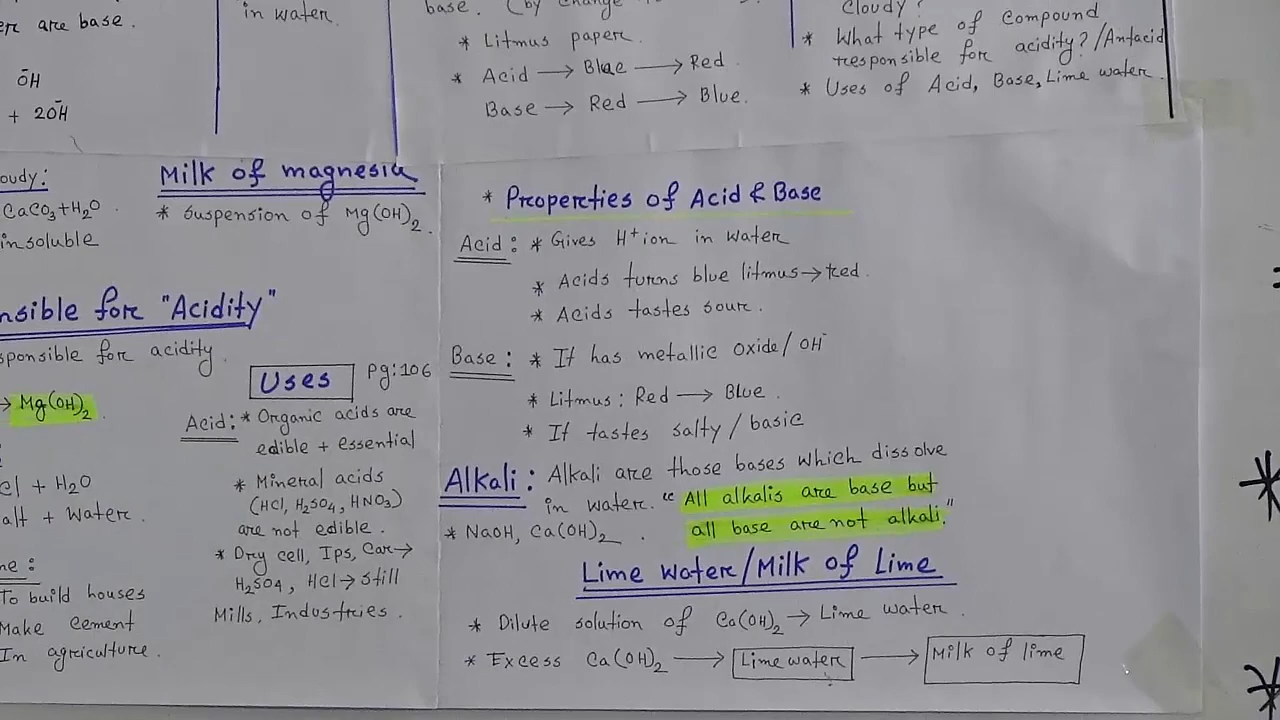 are base.
ŌH
+ 2ŌH
in water.
base. (by change
* Litmus paper.
* Acid → Blue → Red
Base → Red → Blue.
cloudy?
* What type of compound
responsible for acidity? / Antacid
* Uses of Acid, Base, Lime water.
oudy:
CaCO₃ + H₂O.
insoluble
Milk of magnesia
* suspension of Mg(OH)₂.
nsible for "Acidity"
sponsible for acidity.
→ Mg(OH)₂.
cl + H₂O
alt + Water.
me:
To build houses
Make cement
In agriculture.
Uses Pg:106
Acid: * Organic acids are
edible + essential
* Mineral acids
(HCl, H₂SO₄, HNO₃)
are not edible.
* Dry cell, Ips, Car →
H₂SO₄, HCl → still
Mills, Industries.
* Properties of Acid & Base
Acid: * Gives H⁺ ion in water
* Acids turns blue litmus → red.
* Acids tastes sour.
Base: * It has metallic oxide/OH⁻
* Litmus: Red → Blue.
* It tastes salty / basic
Alkali: Alkali are those bases which dissolve
in water. "All alkalis are base but
all base are not alkali."
* NaOH, Ca(OH)₂.
Lime Water/Milk of Lime
* Dilute solution of Ca(OH)₂ → Lime water.
* Excess Ca(OH)₂ → Lime water → Milk of lime